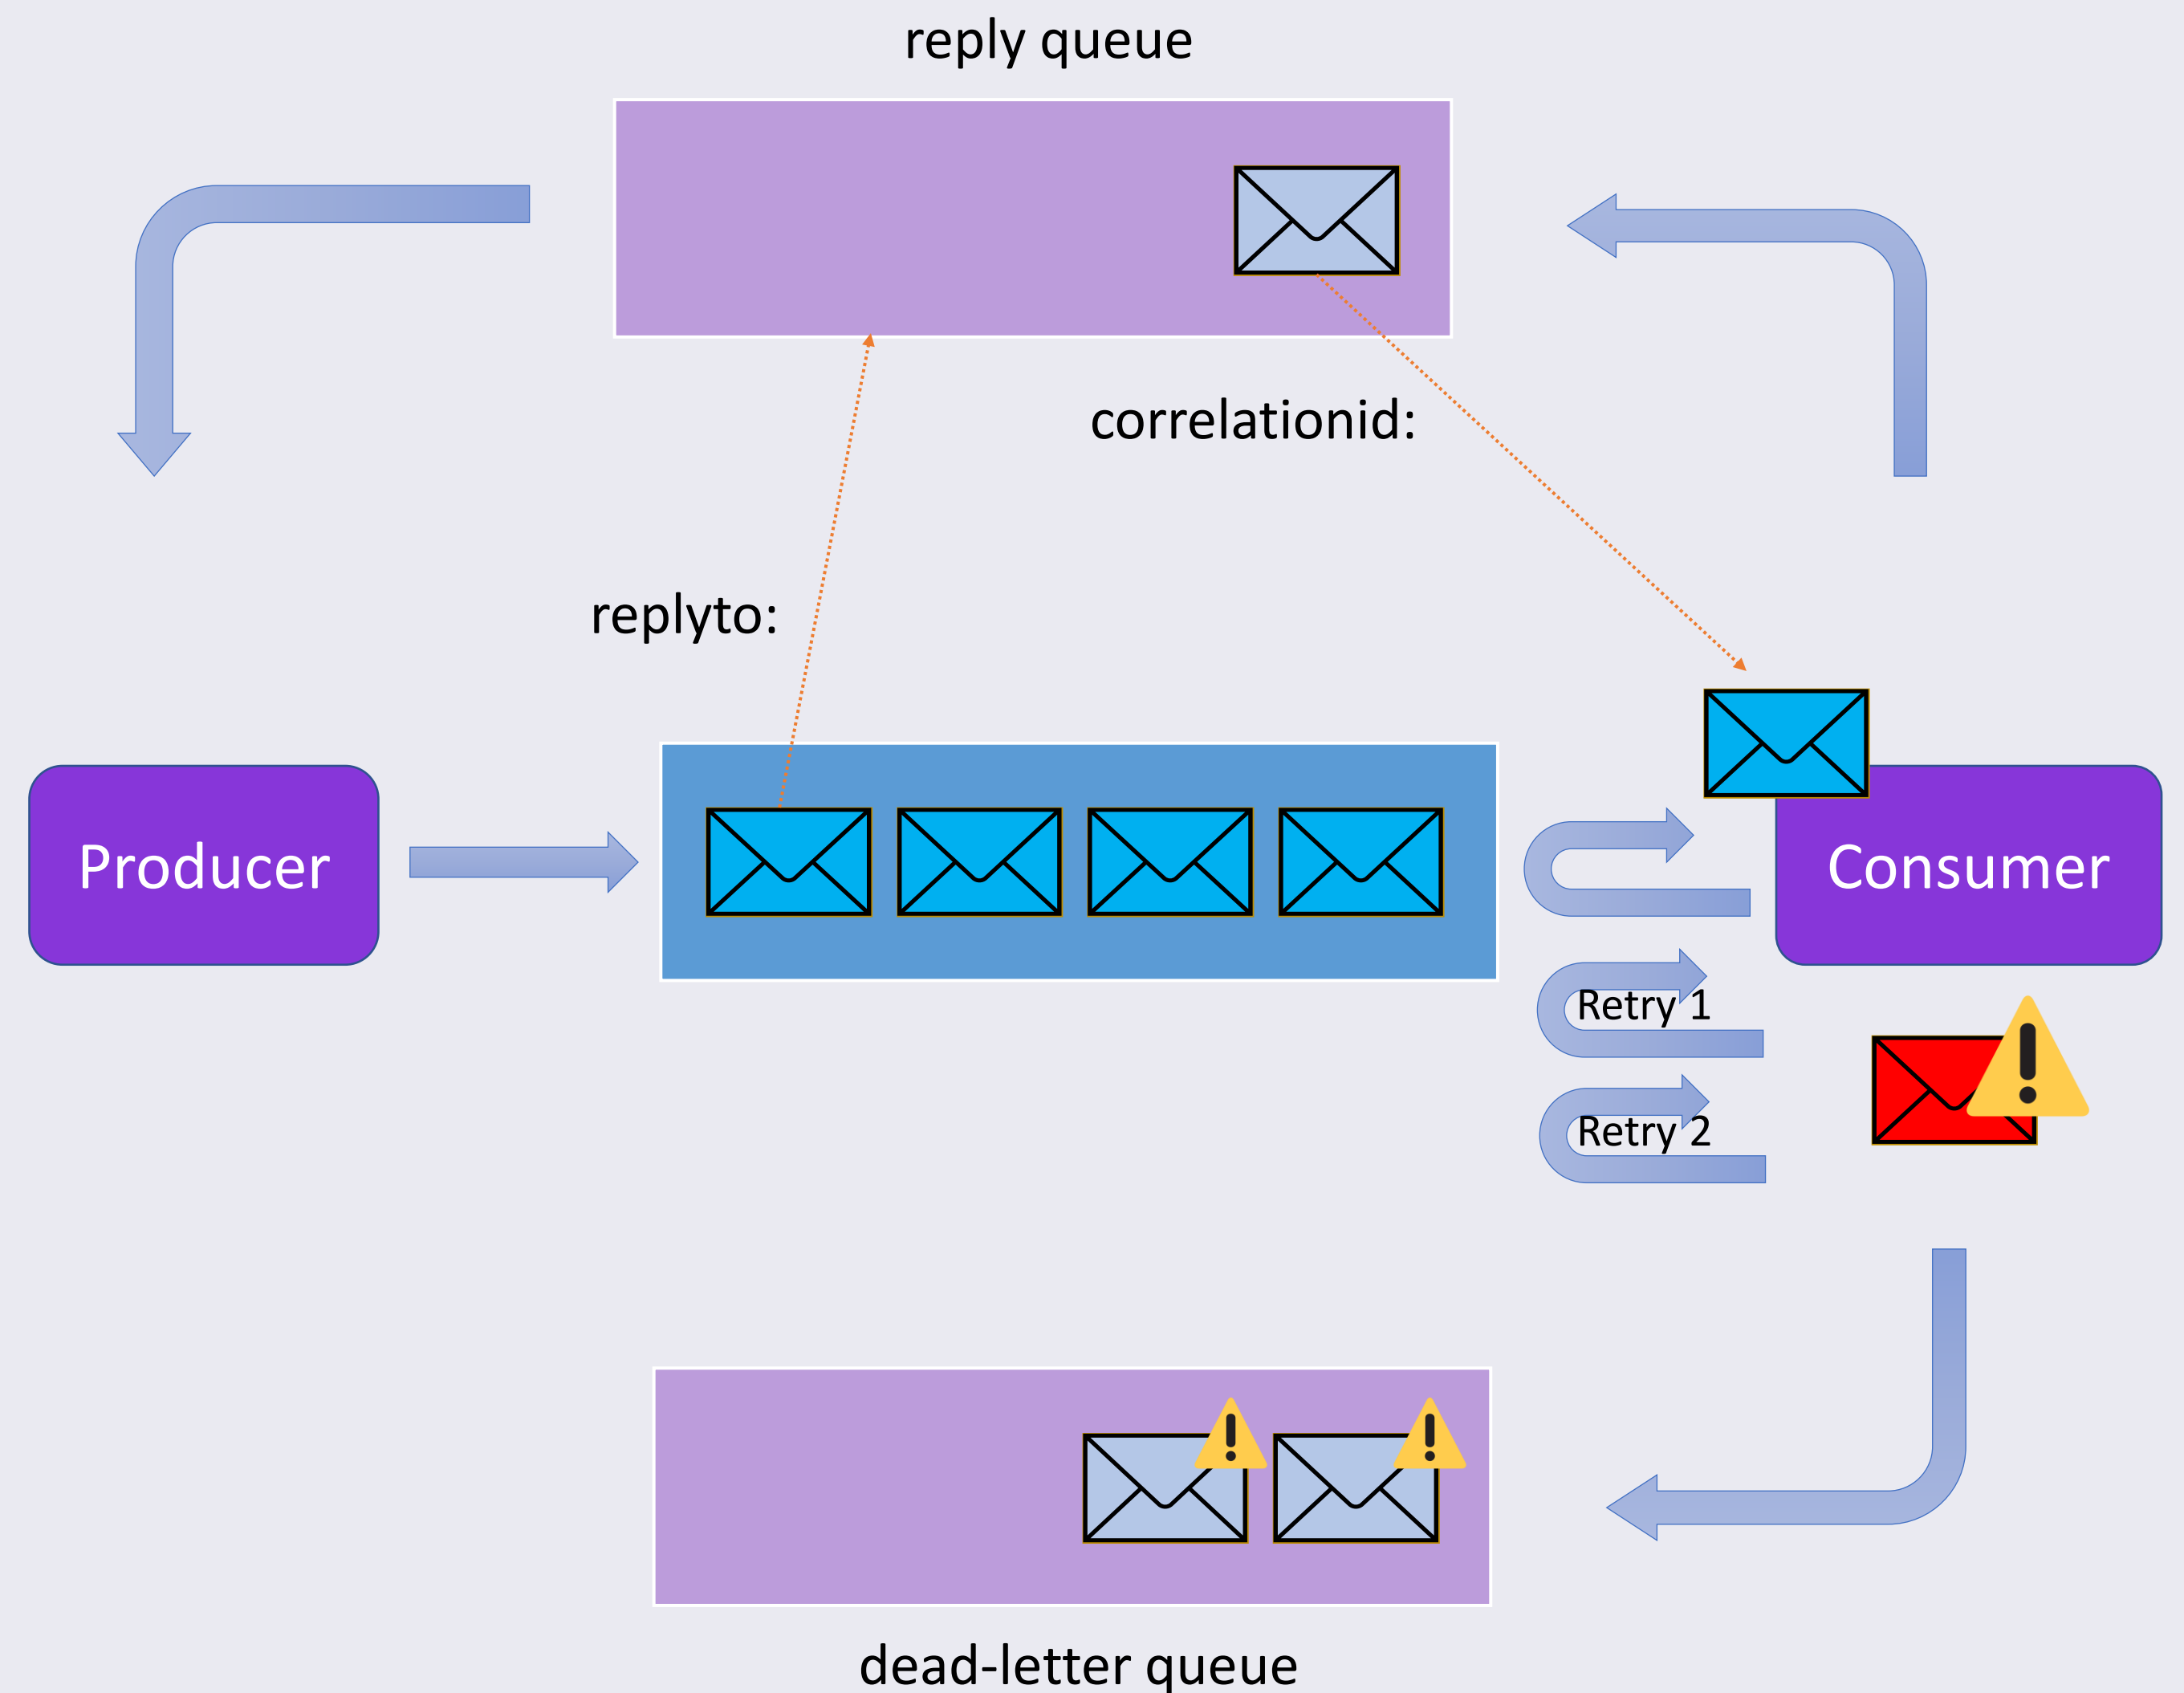 reply queue
correlationid:
replyto:
Producer
Consumer
Retry 1
Retry 2
dead-letter queue